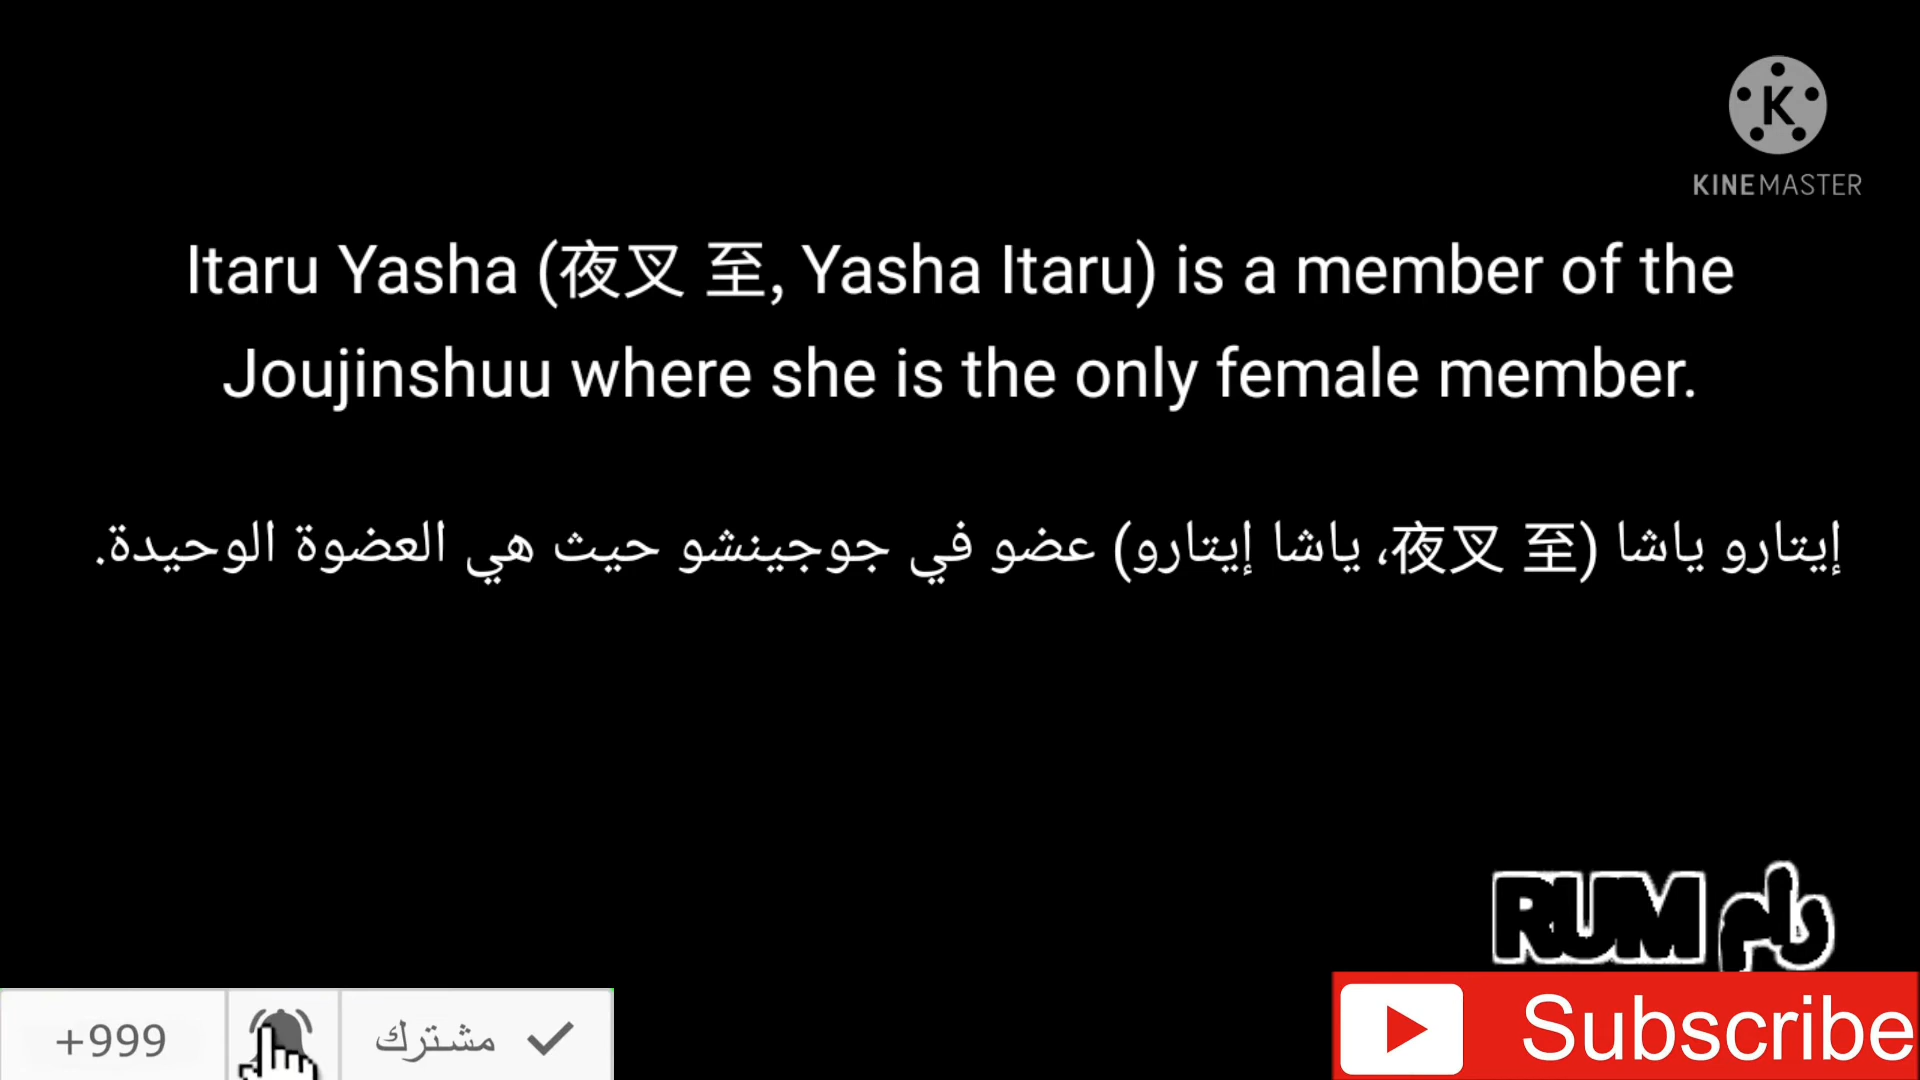 KINEMASTER
Itaru Yasha (夜叉 至, Yasha Itaru) is a member of the
Joujinshuu where she is the only female member.
إيتارو ياشا (夜叉 至، ياشا إيتارو) عضو في جوجينشو حيث هي العضوة الوحيدة.
RUM رام
+999
مشترك
Subscribe